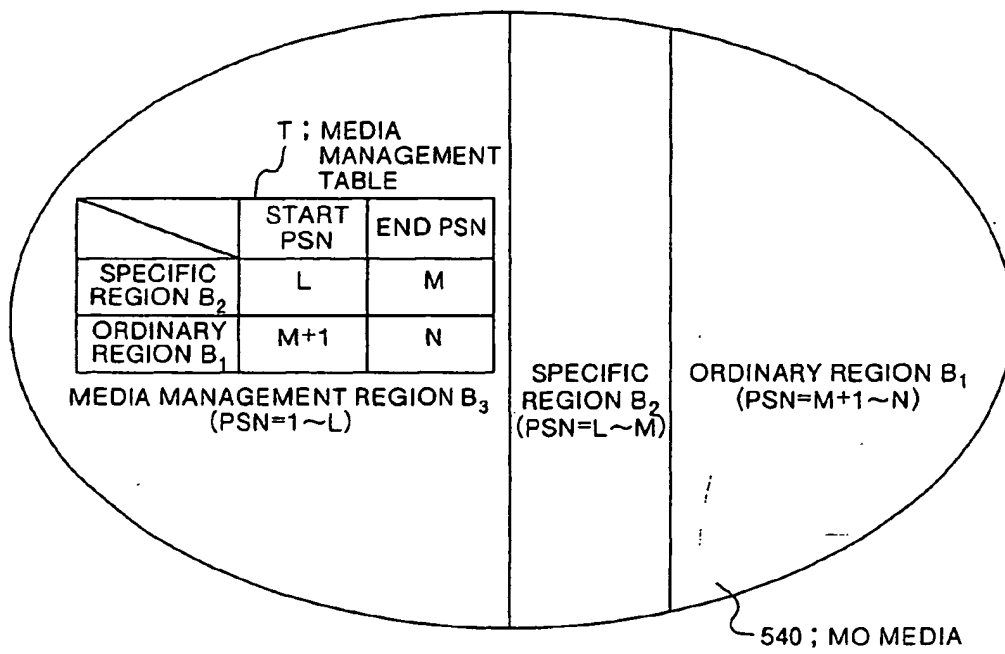 T ; MEDIA
MANAGEMENT
TABLE
START
PSN
END PSN
SPECIFIC
REGION B₂
L
M
ORDINARY
REGION B₁
M+1
N
MEDIA MANAGEMENT REGION B₃
(PSN=1~L)
SPECIFIC
REGION B₂
(PSN=L~M)
ORDINARY REGION B₁
(PSN=M+1~N)
540 ; MO MEDIA